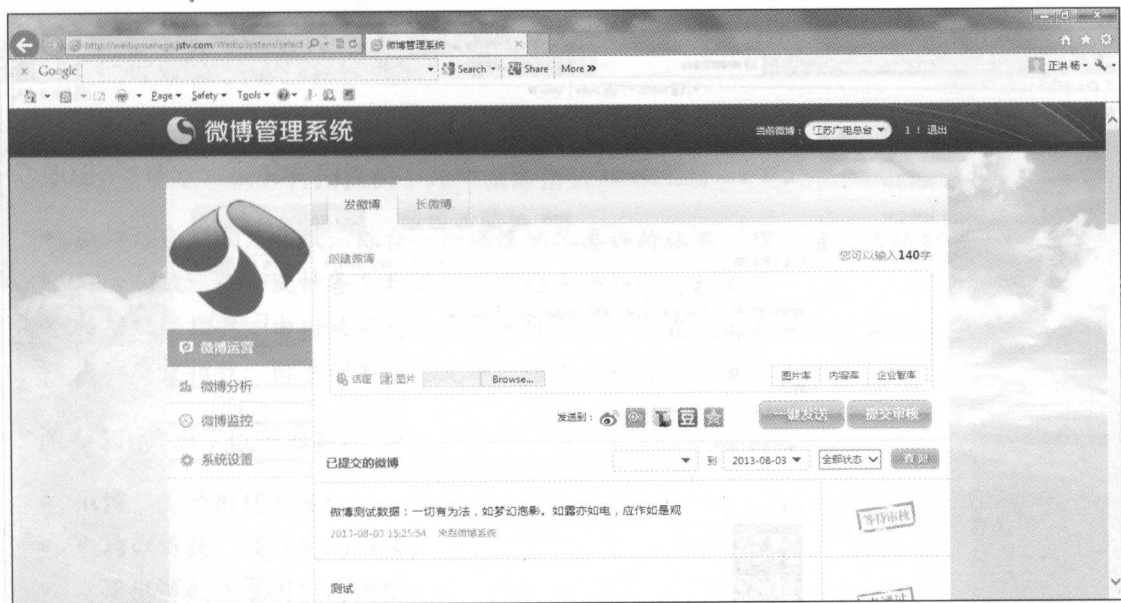 http://weibomanage.jstv.com/Weibo/system/select
微博管理系统 ×
× Google
Search
Share
More »
正洪杨
Page Safety Tools
微博管理系统
当前微博：江苏广电总台 1 ！ 退出
发微博 长微博
创建微博 您可以输入140字
微博运营
微博分析
微博监控
系统设置
话题 图片 Browse...
图片库 内容库 企业智库
发送到：
豆
一键发送 提交审核
已提交的微博
到 2013-08-03 全部状态 查询
微博测试数据：一切有为法，如梦幻泡影。如露亦如电，应作如是观
2013-08-03 15:25:54 来自微博系统
等待审核
测试